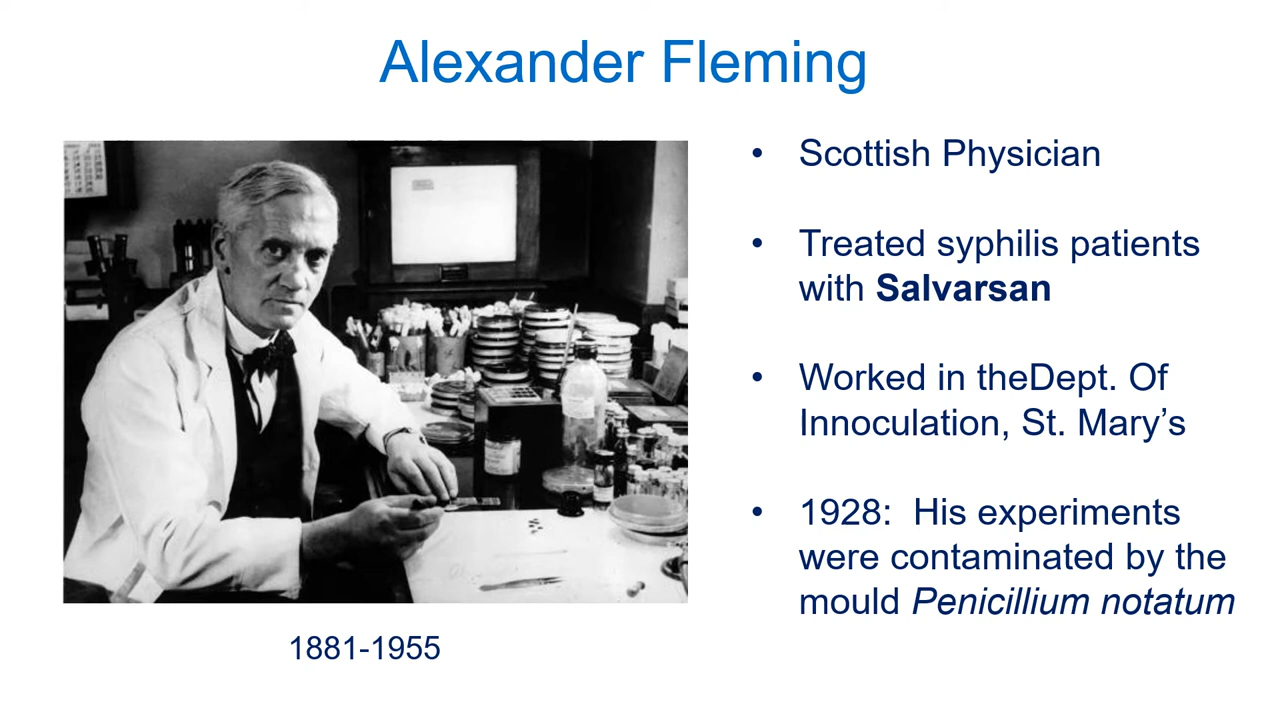 Alexander Fleming
• Scottish Physician
• Treated syphilis patients
with Salvarsan
• Worked in theDept. Of
Innoculation, St. Mary’s
• 1928:  His experiments
were contaminated by the
mould Penicillium notatum
1881-1955